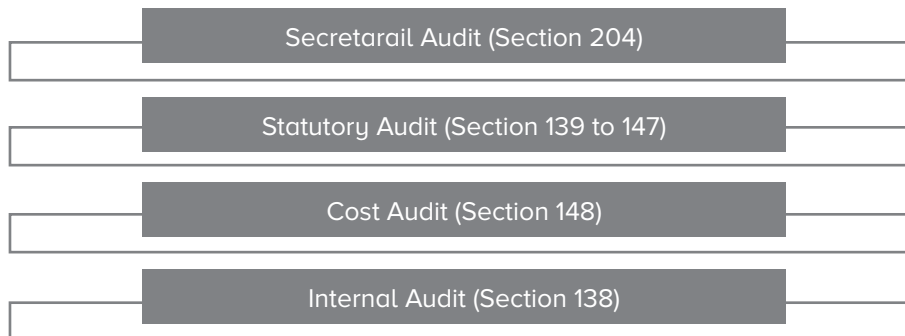 Secretarail Audit (Section 204)
Statutory Audit (Section 139 to 147)
Cost Audit (Section 148)
Internal Audit (Section 138)